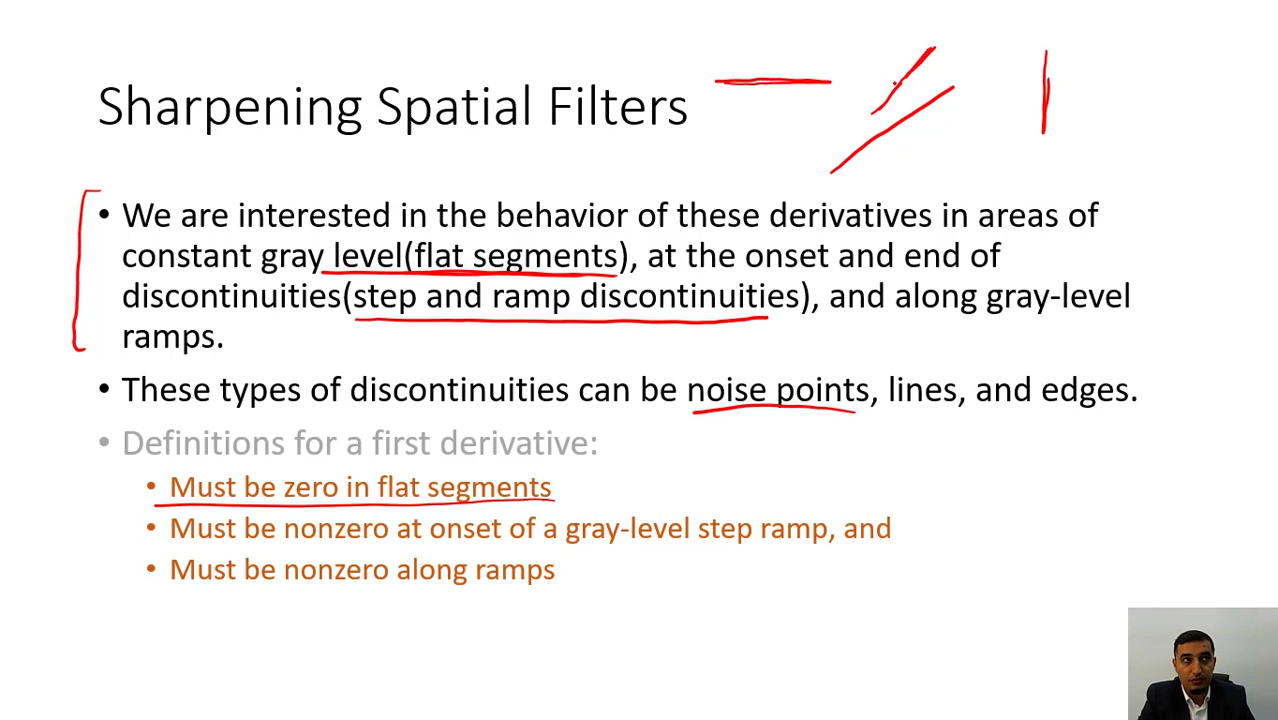 Sharpening Spatial Filters
• We are interested in the behavior of these derivatives in areas of
constant gray level(flat segments), at the onset and end of
discontinuities(step and ramp discontinuities), and along gray-level
ramps.
• These types of discontinuities can be noise points, lines, and edges.
• Definitions for a first derivative:
• Must be zero in flat segments
• Must be nonzero at onset of a gray-level step ramp, and
• Must be nonzero along ramps